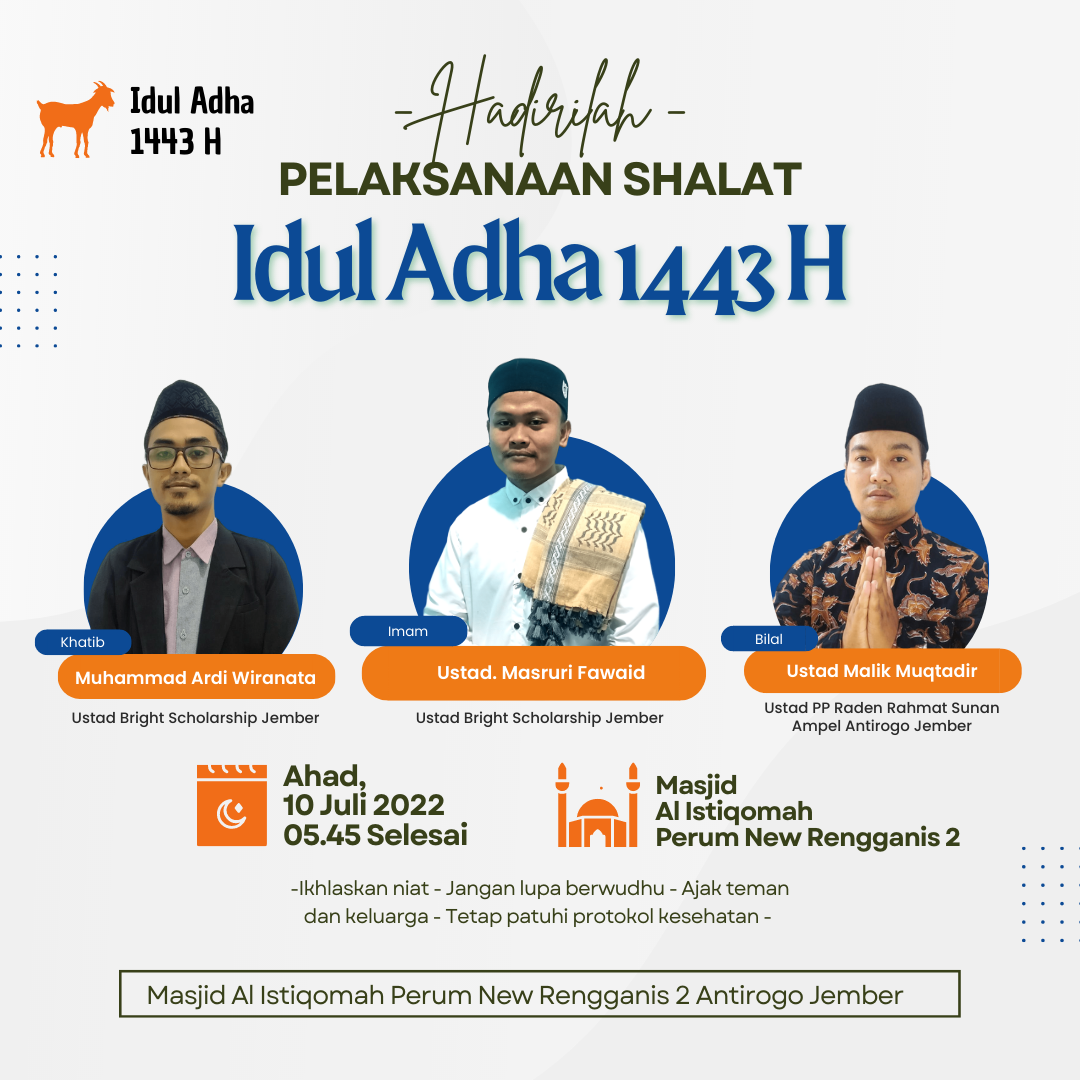 Idul Adha
1443 H
- Hadirilah -
PELAKSANAAN SHALAT
Idul Adha 1443 H
Khatib
Muhammad Ardi Wiranata
Ustad Bright Scholarship Jember
Imam
Ustad. Masruri Fawaid
Ustad Bright Scholarship Jember
Bilal
Ustad Malik Muqtadir
Ustad PP Raden Rahmat Sunan
Ampel Antirogo Jember
Ahad,
10 Juli 2022
05.45 Selesai
Masjid
Al Istiqomah
Perum New Rengganis 2
-Ikhlaskan niat - Jangan lupa berwudhu - Ajak teman
dan keluarga - Tetap patuhi protokol kesehatan -
Masjid Al Istiqomah Perum New Rengganis 2 Antirogo Jember